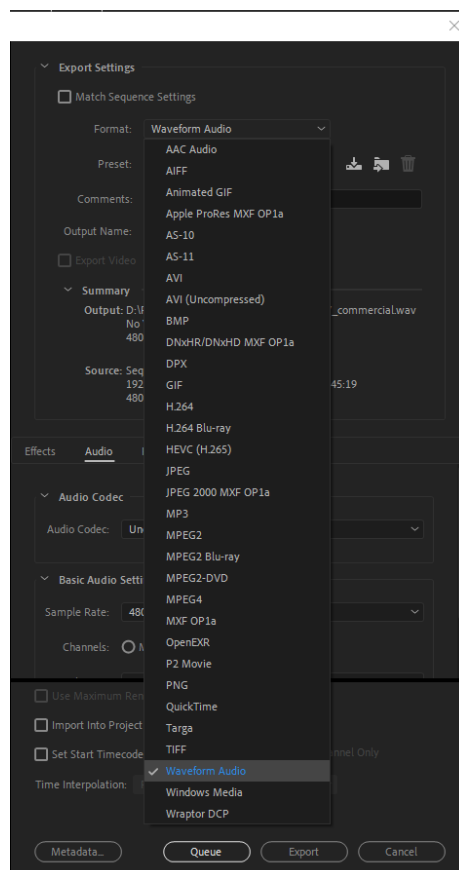 Export Settings
Match Sequence Settings
Format: Waveform Audio
AAC Audio
AIFF
Animated GIF
Apple ProRes MXF OP1a
AS-10
AS-11
AVI
AVI (Uncompressed)
BMP
DNxHR/DNxHD MXF OP1a
DPX
GIF
H.264
H.264 Blu-ray
HEVC (H.265)
JPEG
JPEG 2000 MXF OP1a
MP3
MPEG2
MPEG2 Blu-ray
MPEG2-DVD
MPEG4
MXF OP1a
OpenEXR
P2 Movie
PNG
QuickTime
Targa
TIFF
Waveform Audio
Windows Media
Wraptor DCP
Preset:
Comments:
Output Name:
Export Video
Summary
Output: D:\ _commercial.wav
No
480
Source: Seq
192 45:19
480
Effects Audio
Audio Codec
Audio Codec: Un
Basic Audio Setti
Sample Rate: 480
Channels:
Use Maximum Ren
Import Into Project
Set Start Timecode nnel Only
Time Interpolation:
Metadata... Queue Export Cancel